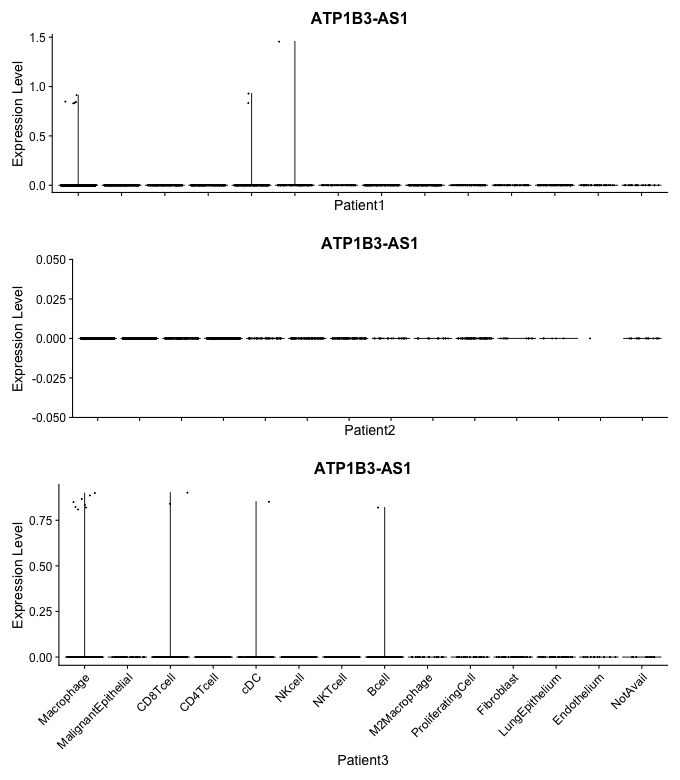 ATP1B3-AS1
Expression Level
1.5
1.0
0.5
0.0
Patient1
ATP1B3-AS1
Expression Level
0.050
0.025
0.000
-0.025
-0.050
Patient2
ATP1B3-AS1
Expression Level
0.75
0.50
0.25
0.00
Macrophage
MalignantEpithelial
CD8Tcell
CD4Tcell
cDC
NKcell
NKTcell
Bcell
M2Macrophage
ProliferatingCell
Fibroblast
LungEpithelium
Endothelium
NotAvail
Patient3